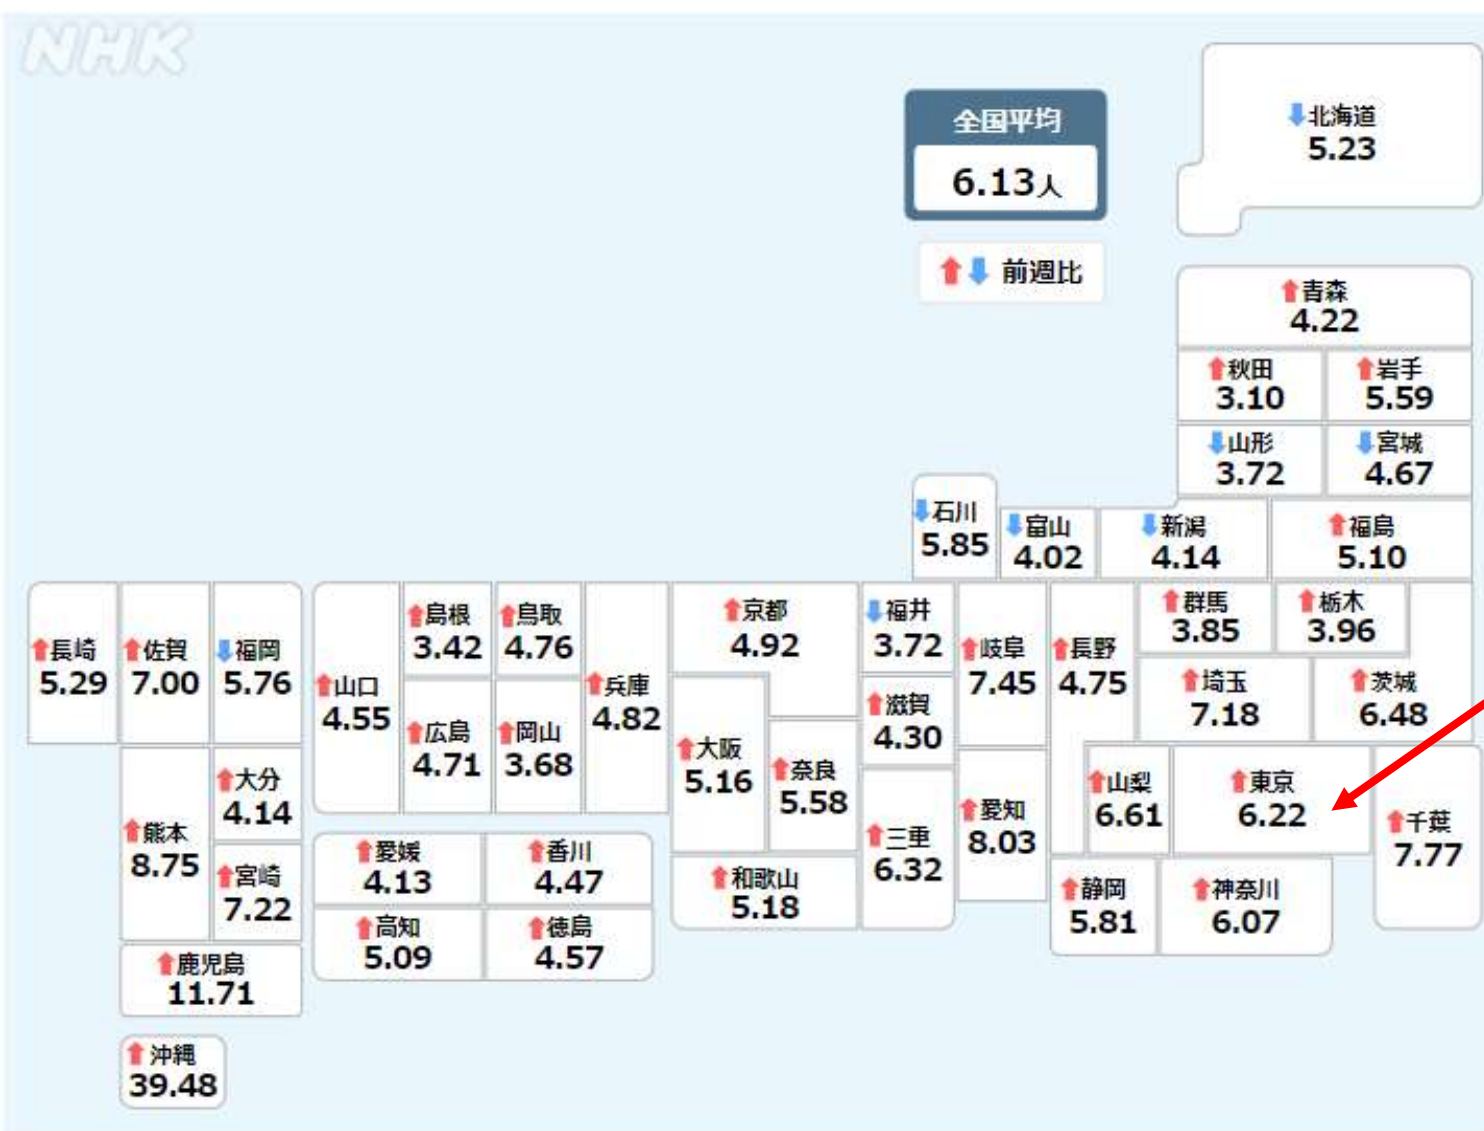 NHK
全国平均
6.13人
前週比
北海道
5.23
青森
4.22
秋田
3.10
岩手
5.59
山形
3.72
宮城
4.67
石川
5.85
富山
4.02
新潟
4.14
福島
5.10
長崎
5.29
佐賀
7.00
福岡
5.76
山口
4.55
島根
3.42
鳥取
4.76
兵庫
4.82
京都
4.92
福井
3.72
岐阜
7.45
長野
4.75
群馬
3.85
栃木
3.96
広島
4.71
岡山
3.68
大阪
5.16
奈良
5.58
滋賀
4.30
埼玉
7.18
茨城
6.48
熊本
8.75
大分
4.14
宮崎
7.22
愛媛
4.13
香川
4.47
高知
5.09
徳島
4.57
和歌山
5.18
三重
6.32
愛知
8.03
山梨
6.61
東京
6.22
千葉
7.77
静岡
5.81
神奈川
6.07
鹿児島
11.71
沖縄
39.48